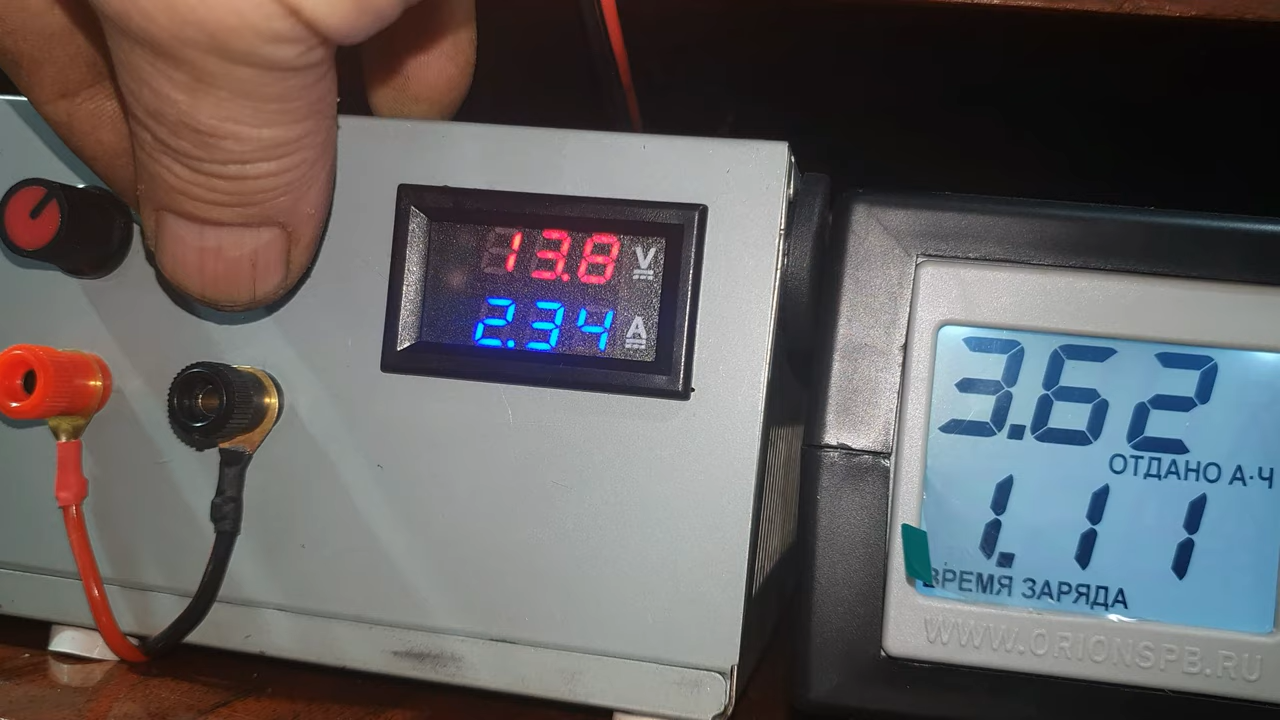 13.8 V
2.34 A
3.62
ОТДАНО А·Ч
1.11
ВРЕМЯ ЗАРЯДА
WWW.ORIONSPB.RU